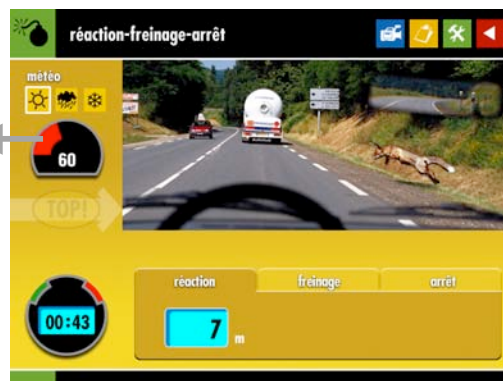 réaction-freinage-arrêt
météo
60
TOP!
réaction
freinage
arrêt
00:43
7 m